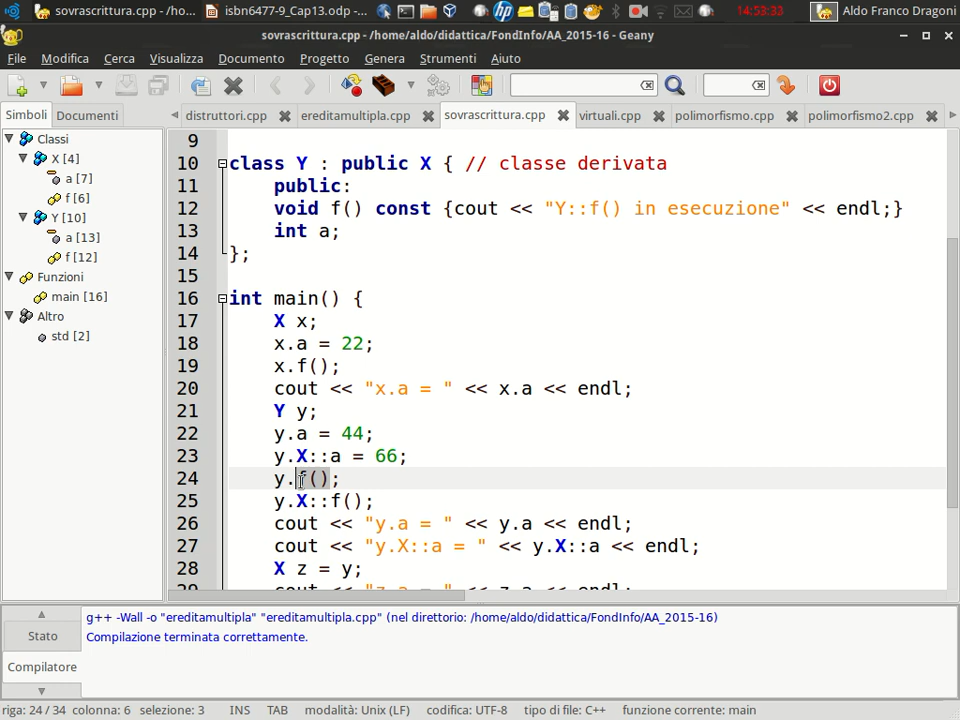 sovrascrittura.cpp - /ho...
isbn6477-9_Cap13.odp -...
14:53:33
Aldo Franco Dragoni
sovrascrittura.cpp - /home/aldo/didattica/FondInfo/AA_2015-16 - Geany
File Modifica Cerca Visualizza Documento Progetto Genera Strumenti Aiuto
Simboli Documenti
distruttori.cpp ereditamultipla.cpp sovrascrittura.cpp virtuali.cpp polimorfismo.cpp polimorfismo2.cpp
Classi
X [4]
a [7]
f [6]
Y [10]
a [13]
f [12]
Funzioni
main [16]
Altro
std [2]
9
10 class Y : public X { // classe derivata
11 public:
12 void f() const {cout << "Y::f() in esecuzione" << endl;}
13 int a;
14 };
15
16 int main() {
17 X x;
18 x.a = 22;
19 x.f();
20 cout << "x.a = " << x.a << endl;
21 Y y;
22 y.a = 44;
23 y.X::a = 66;
24 y.f();
25 y.X::f();
26 cout << "y.a = " << y.a << endl;
27 cout << "y.X::a = " << y.X::a << endl;
28 X z = y;
29 cout << "z.a = " << z.a << endl;
Stato
Compilatore
g++ -Wall -o "ereditamultipla" "ereditamultipla.cpp" (nel direttorio: /home/aldo/didattica/FondInfo/AA_2015-16)
Compilazione terminata correttamente.
riga: 24 / 34 colonna: 6 selezione: 3 INS TAB modalità: Unix (LF) codifica: UTF-8 tipo di file: C++ funzione corrente: main